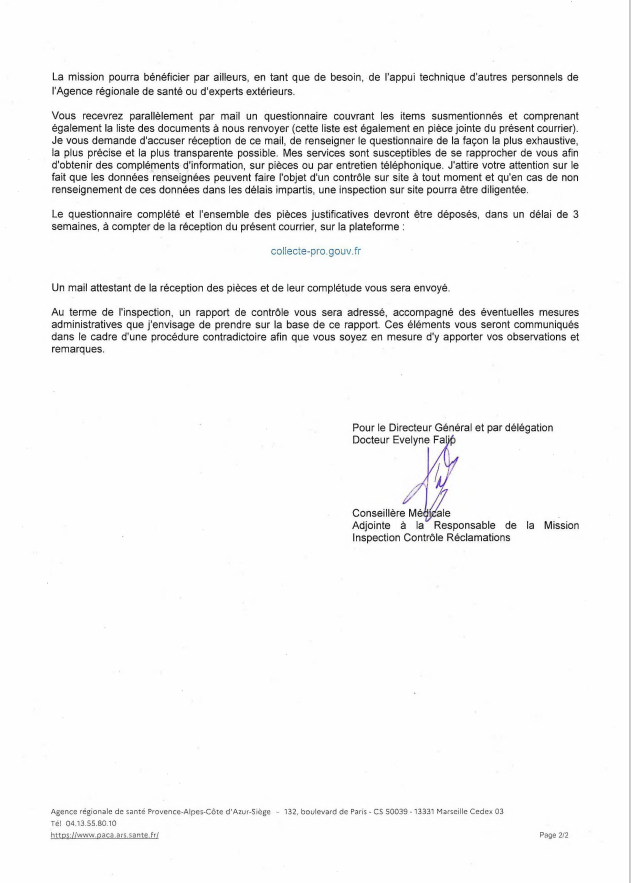 La mission pourra bénéficier par ailleurs, en tant que de besoin, de l'appui technique d'autres personnels de
l'Agence régionale de santé ou d'experts extérieurs.
Vous recevrez parallèlement par mail un questionnaire couvrant les items susmentionnés et comprenant
également la liste des documents à nous renvoyer (cette liste est également en pièce jointe du présent courrier).
Je vous demande d'accuser réception de ce mail, de renseigner le questionnaire de la façon la plus exhaustive,
la plus précise et la plus transparente possible. Mes services sont susceptibles de se rapprocher de vous afin
d'obtenir des compléments d'information, sur pièces ou par entretien téléphonique. J'attire votre attention sur le
fait que les données renseignées peuvent faire l'objet d'un contrôle sur site à tout moment et qu'en cas de non
renseignement de ces données dans les délais impartis, une inspection sur site pourra être diligentée.
Le questionnaire complété et l'ensemble des pièces justificatives devront être déposés, dans un délai de 3
semaines, à compter de la réception du présent courrier, sur la plateforme :
collecte-pro.gouv.fr
Un mail attestant de la réception des pièces et de leur complétude vous sera envoyé.
Au terme de l'inspection, un rapport de contrôle vous sera adressé, accompagné des éventuelles mesures
administratives que j'envisage de prendre sur la base de ce rapport. Ces éléments vous seront communiqués
dans le cadre d'une procédure contradictoire afin que vous soyez en mesure d'y apporter vos observations et
remarques.
Pour le Directeur Général et par délégation
Docteur Evelyne Falip
Conseillère Médicale
Adjointe à la Responsable de la Mission
Inspection Contrôle Réclamations
Agence régionale de santé Provence-Alpes-Côte d'Azur-Siège – 132, boulevard de Paris - CS 50039 - 13331 Marseille Cedex 03
Tél 04.13.55.80.10
https://www.paca.ars.sante.fr/
Page 2/2